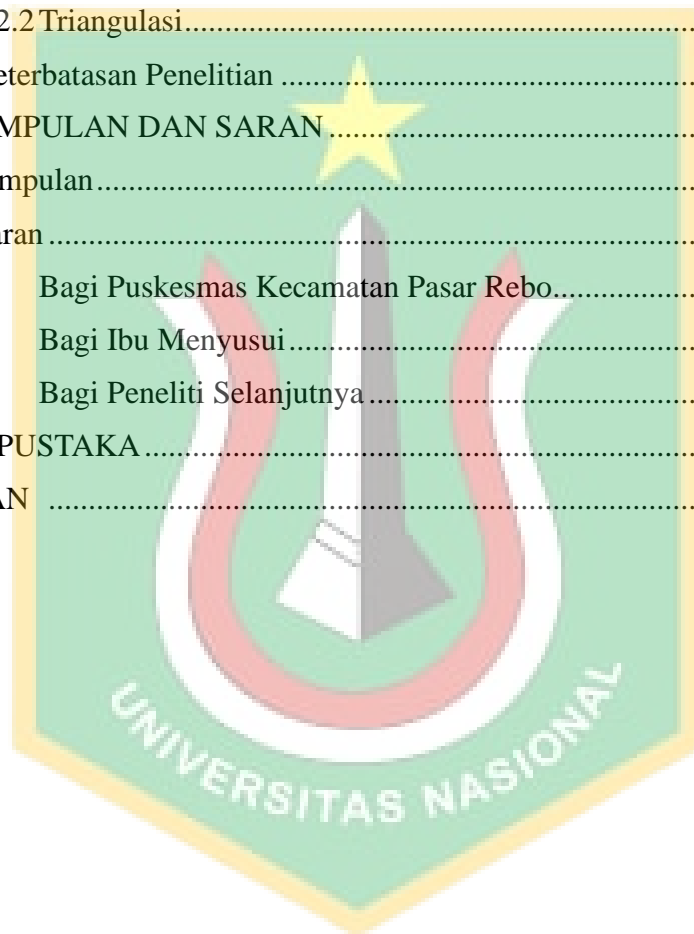 2.2 Triangulasi........................................................
eterbatasan Penelitian ........................................................
MPULAN DAN SARAN........................................................
mpulan........................................................
aran ........................................................
Bagi Puskesmas Kecamatan Pasar Rebo........................................................
Bagi Ibu Menyusui........................................................
Bagi Peneliti Selanjutnya ........................................................
PUSTAKA ........................................................
AN ........................................................
UNIVERSITAS NASIONAL